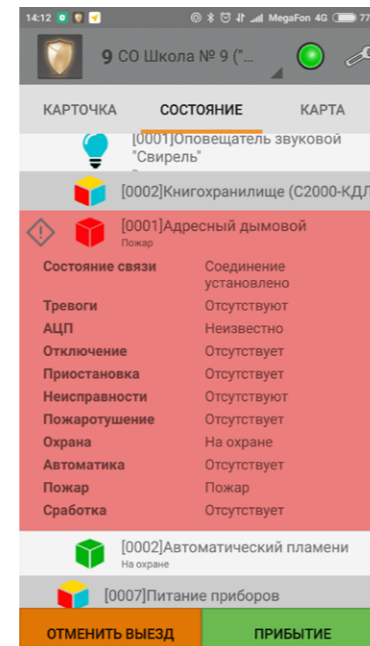 14:12 MegaFon 4G 77
9 СО Школа № 9 ("...
КАРТОЧКА СОСТОЯНИЕ КАРТА
[0001]Оповещатель звуковой
"Свирель"
[0002]Книгохранилище (С2000-КДЛ
[0001]Адресный дымовой
Пожар
Состояние связи Соединение
установлено
Тревоги Отсутствуют
АЦП Неизвестно
Отключение Отсутствует
Приостановка Отсутствует
Неисправности Отсутствуют
Пожаротушение Отсутствует
Охрана На охране
Автоматика Отсутствует
Пожар Пожар
Сработка Отсутствует
[0002]Автоматический пламени
На охране
[0007]Питание приборов
ОТМЕНИТЬ ВЫЕЗД ПРИБЫТИЕ